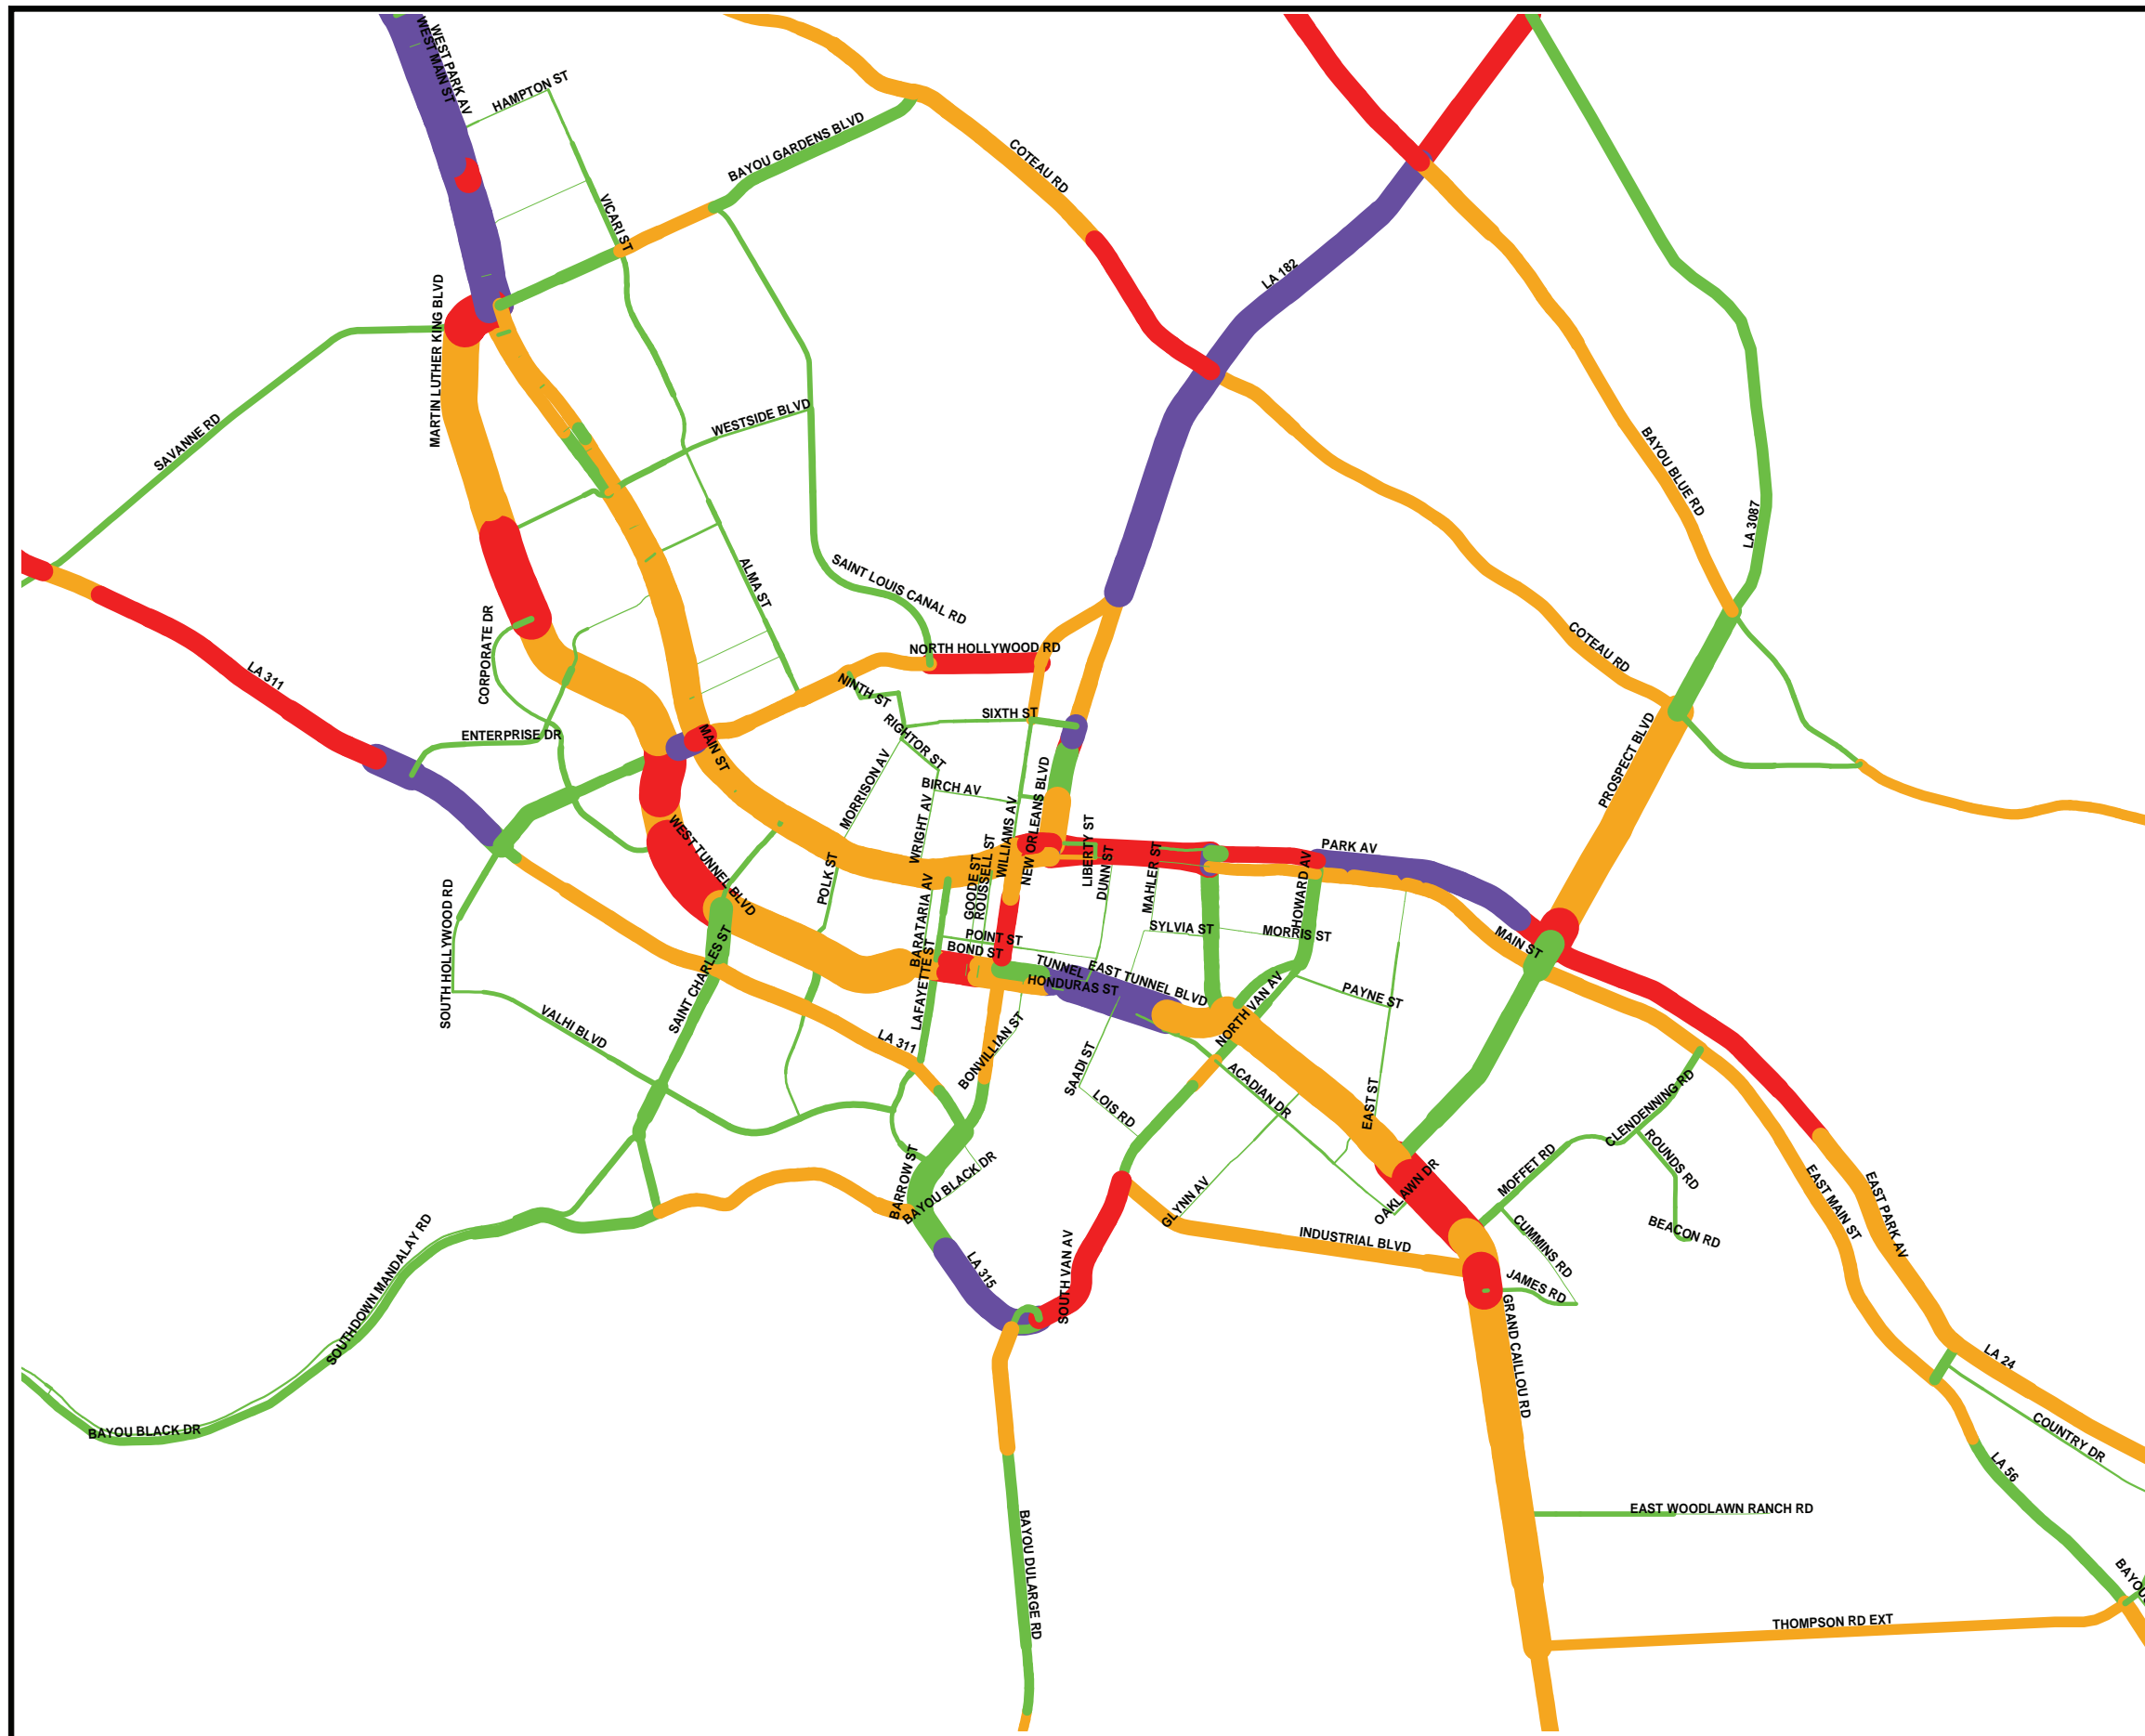 WEST PARK AV
WEST MAIN ST
HAMPTON ST
BAYOU GARDENS BLVD
COTEAU RD
VICARI ST
LA 182
MARTIN LUTHER KING BLVD
SAVANNE RD
WESTSIDE BLVD
BAYOU BLUE RD
LA 3087
SAINT LOUIS CANAL RD
ALMA ST
CORPORATE DR
NORTH HOLLYWOOD RD
COTEAU RD
LA 311
NINTH ST
SIXTH ST
RIGHTOR ST
ENTERPRISE DR
MAIN ST
PROSPECT BLVD
MORRISON AV
BIRCH AV
NEW ORLEANS BLVD
WILLIAMS AV
WRIGHT AV
WEST TUNNEL BLVD
LIBERTY ST
DUNN ST
MAHLER ST
PARK AV
HOWARD AV
POLK ST
GOODE ST
ROUSSELL ST
BARATARIA AV
SOUTH HOLLYWOOD RD
SAINT CHARLES ST
POINT ST
BOND ST
SYLVIA ST
MORRIS ST
MAIN ST
LAFAYETTE ST
TUNNEL
EAST TUNNEL BLVD
HONDURAS ST
PAYNE ST
NORTH VAN AV
VALHI BLVD
LA 311
BONVILLIAN ST
SAADI ST
LOIS RD
ACADIAN DR
EAST ST
CLENDENNING RD
ROUNDS RD
MOFFET RD
BARROW ST
BAYOU BLACK DR
GLYNN AV
OAKLAWN DR
EAST MAIN ST
EAST PARK AV
BEACON RD
CUMMINS RD
INDUSTRIAL BLVD
SOUTHDOWN MANDALAY RD
LA 315
SOUTH VAN AV
JAMES RD
GRAND CAILLOU RD
LA 24
BAYOU BLACK DR
COUNTRY DR
LA 56
EAST WOODLAWN RANCH RD
BAYOU DULARGE RD
BAYOU
THOMPSON RD EXT